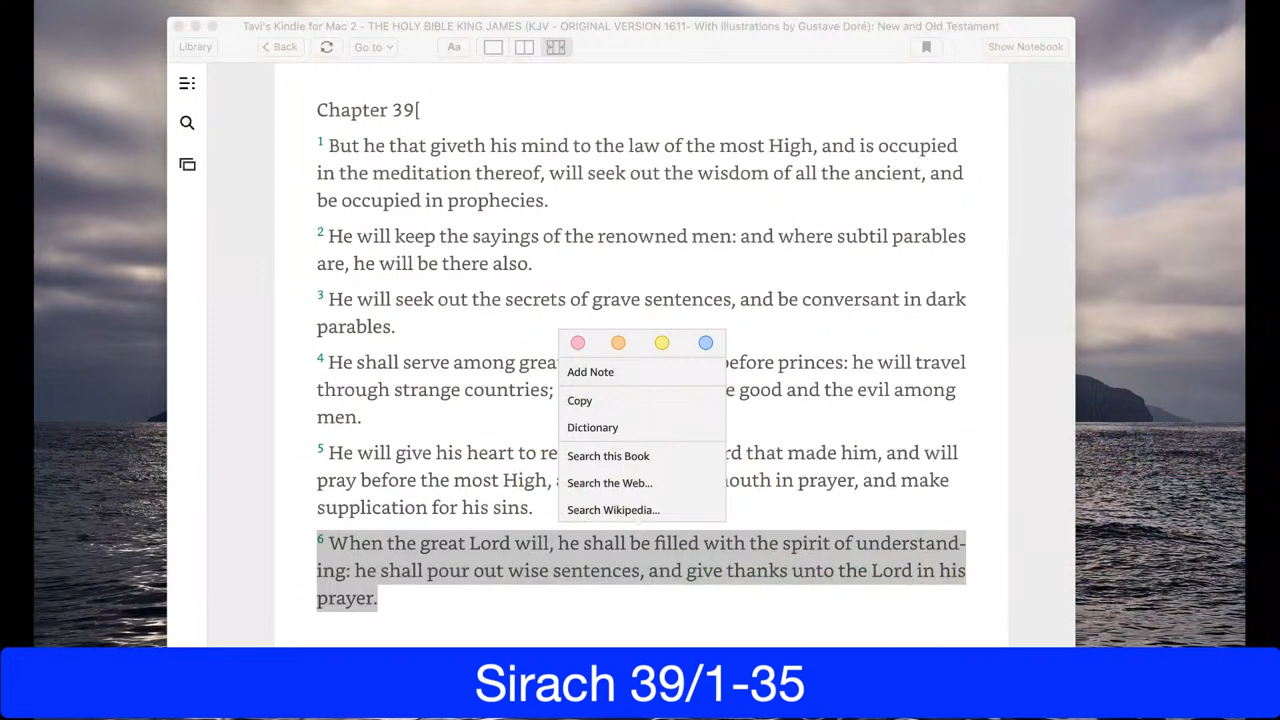 Tavi's Kindle for Mac 2 - THE HOLY BIBLE KING JAMES (KJV - ORIGINAL VERSION 1611- With Illustrations by Gustave Doré): New and Old Testament
Library
Back
Go to
Aa
Show Notebook
Chapter 39[
1 But he that giveth his mind to the law of the most High, and is occupied
in the meditation thereof, will seek out the wisdom of all the ancient, and
be occupied in prophecies.
2 He will keep the sayings of the renowned men: and where subtil parables
are, he will be there also.
3 He will seek out the secrets of grave sentences, and be conversant in dark
parables.
4 He shall serve among grea before princes: he will travel
through strange countries; e good and the evil among
men.
5 He will give his heart to re rd that made him, and will
pray before the most High, outh in prayer, and make
supplication for his sins.
6 When the great Lord will, he shall be filled with the spirit of understand-
ing: he shall pour out wise sentences, and give thanks unto the Lord in his
prayer.
Add Note
Copy
Dictionary
Search this Book
Search the Web...
Search Wikipedia...
Sirach 39/1-35